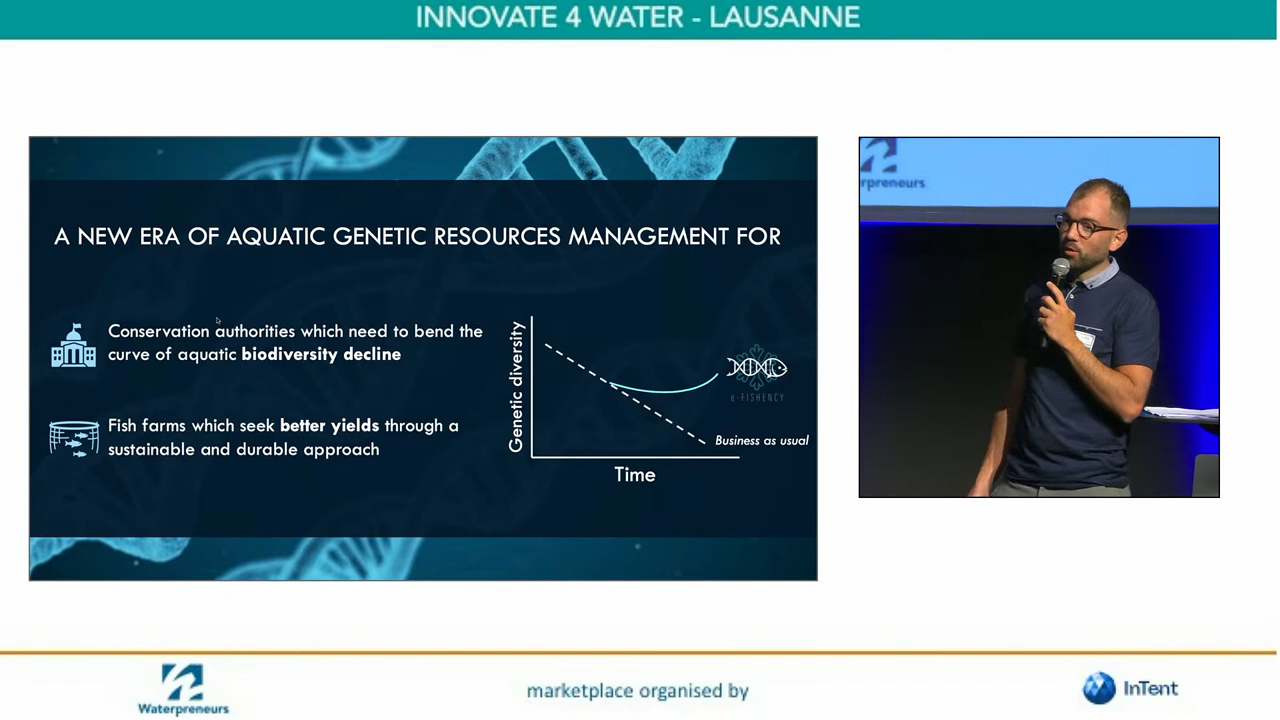 INNOVATE 4 WATER - LAUSANNE
A NEW ERA OF AQUATIC GENETIC RESOURCES MANAGEMENT FOR
Conservation authorities which need to bend the
curve of aquatic biodiversity decline
Fish farms which seek better yields through a
sustainable and durable approach
Genetic diversity
Time
e-FISHENCY
Business as usual
rpreneurs
Waterpreneurs
marketplace organised by
InTent